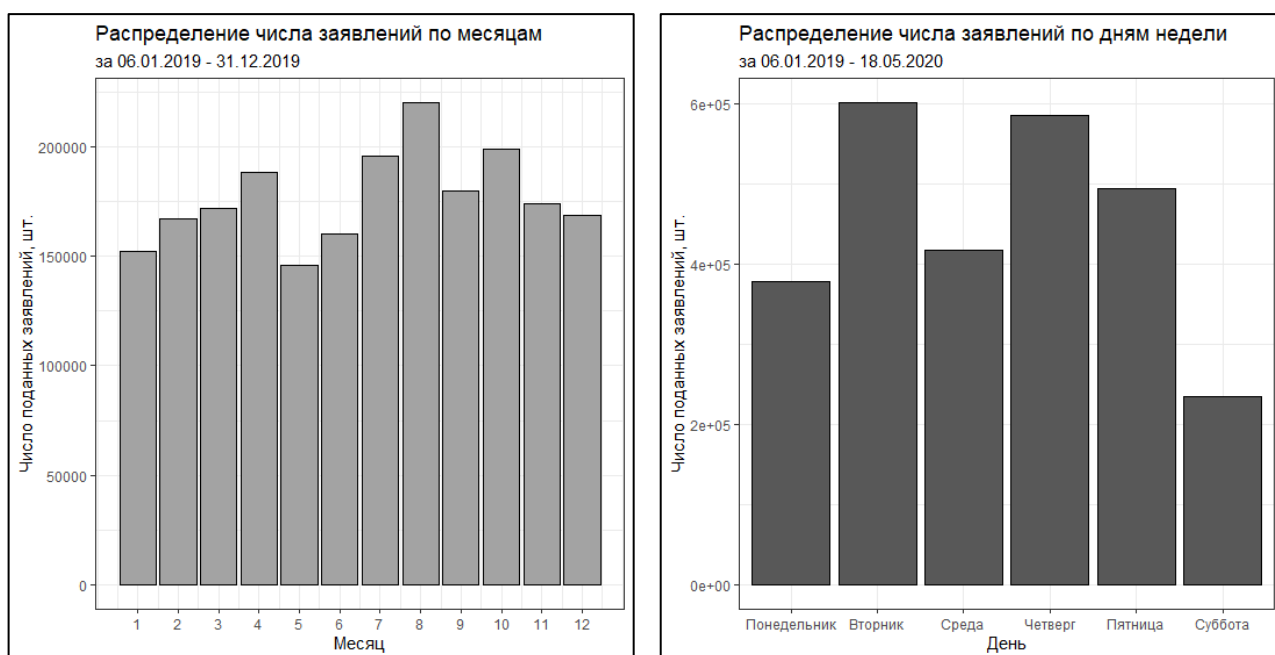 Распределение числа заявлений по месяцам
за 06.01.2019 - 31.12.2019
Число поданных заявлений, шт.
200000
150000
100000
50000
0
1 2 3 4 5 6 7 8 9 10 11 12
Месяц
Распределение числа заявлений по дням недели
за 06.01.2019 - 18.05.2020
Число поданных заявлений, шт.
6e+05
4e+05
2e+05
0e+00
Понедельник Вторник Среда Четверг Пятница Суббота
День